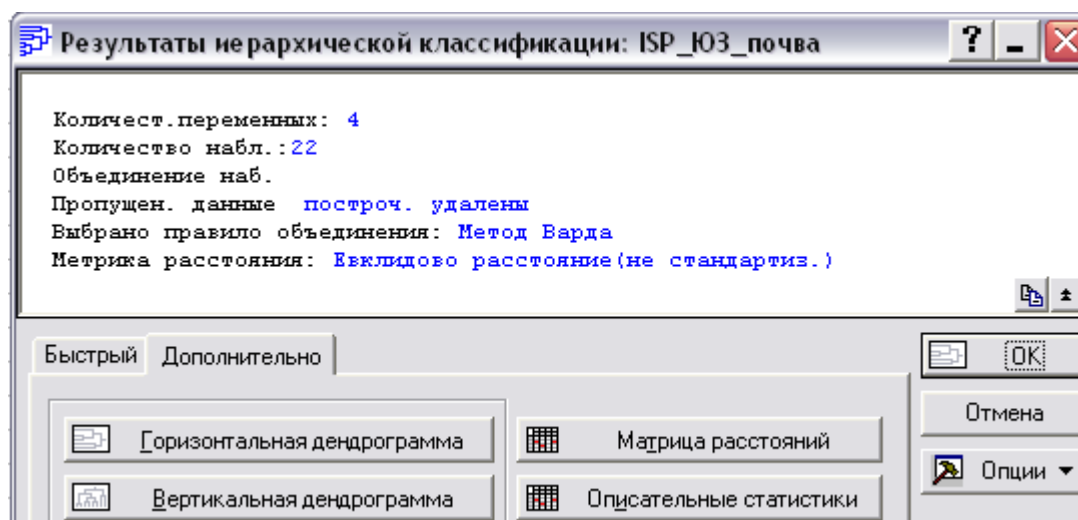 Результаты иерархической классификации: ISP_ЮЗ_почва
Количест.переменных: 4
Количество набл.:22
Объединение наб.
Пропущен. данные построч. удалены
Выбрано правило объединения: Метод Варда
Метрика расстояния: Евклидово расстояние(не стандартиз.)
Быстрый Дополнительно
OK
Горизонтальная дендрограмма Матрица расстояний
Отмена
Вертикальная дендрограмма Описательные статистики
Опции